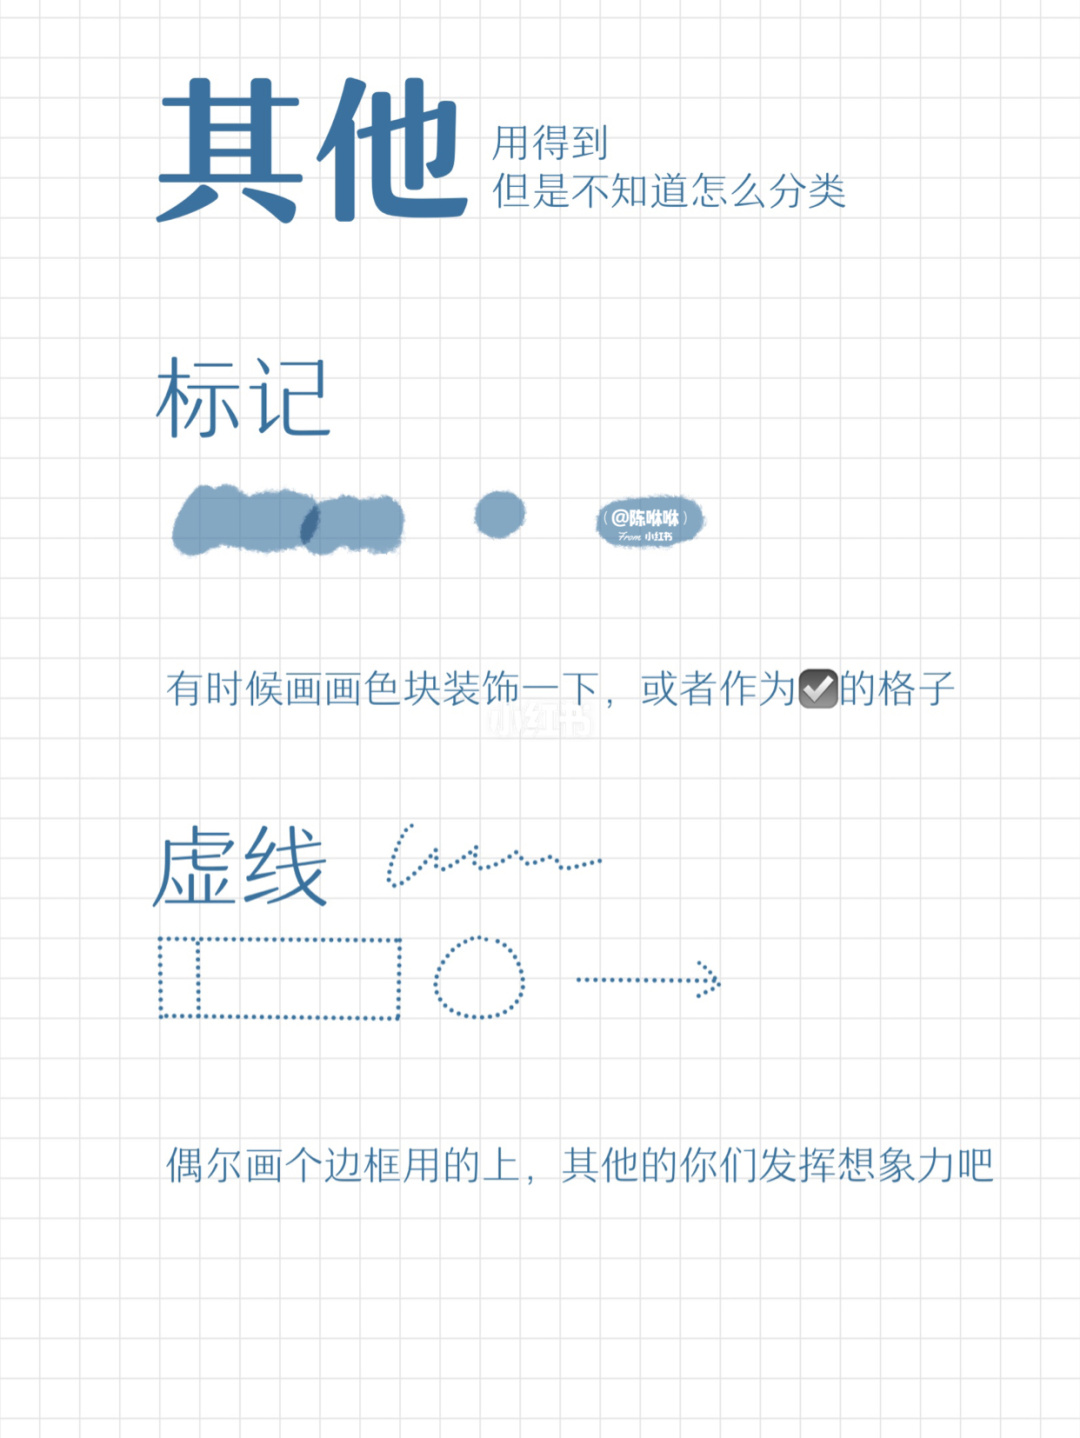 其他
用得到
但是不知道怎么分类
标记
(@陈咻咻)
From 小红书
有时候画画色块装饰一下，或者作为☑的格子
小红书
虚线
偶尔画个边框用的上，其他的你们发挥想象力吧